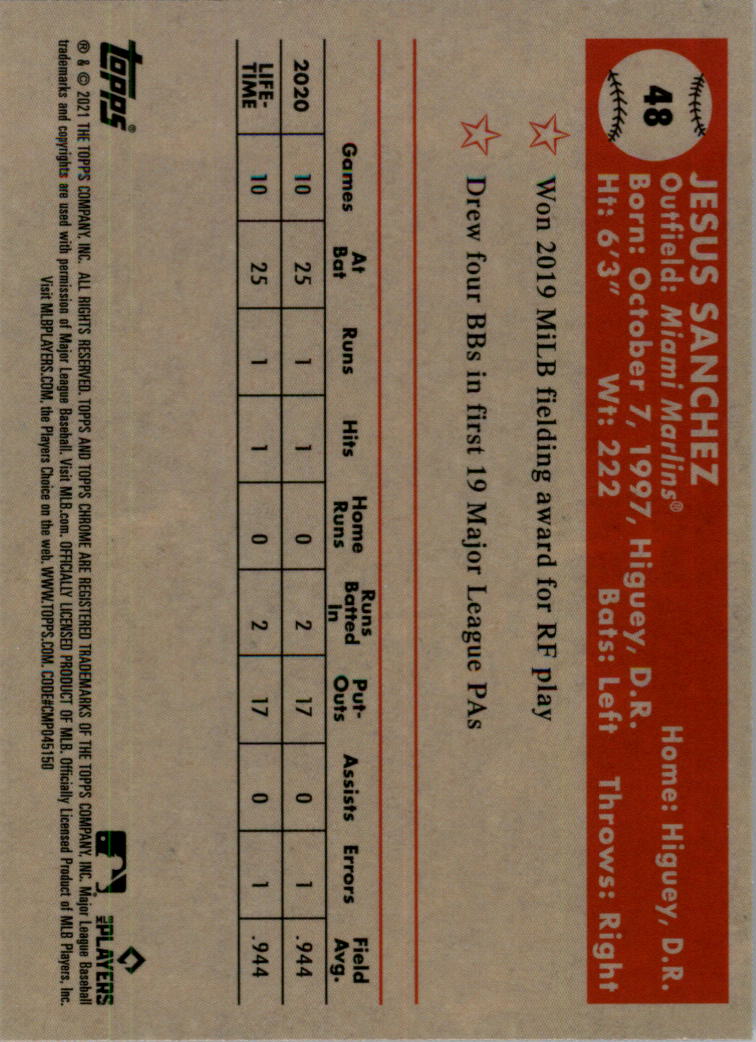 48
JESUS SANCHEZ
Outfield: Miami Marlins® Home: Higuey, D.R.
Born: October 7, 1997, Higuey, D.R.
Ht: 6'3" Wt: 222 Bats: Left Throws: Right
Won 2019 MiLB fielding award for RF play
Drew four BBs in first 19 Major League PAs
Games At Bat Runs Hits Home Runs Runs Batted In Put-Outs Assists Errors Field Avg.
2020 10 25 1 1 0 2 17 0 1 .944
LIFE-TIME 10 25 1 1 0 2 17 0 1 .944
topps®
MLB PLAYERS
® & © 2021 THE TOPPS COMPANY, INC. ALL RIGHTS RESERVED. TOPPS AND TOPPS CHROME ARE REGISTERED TRADEMARKS OF THE TOPPS COMPANY, INC. Major League Baseball
trademarks and copyrights are used with permission of Major League Baseball. Visit MLB.com. OFFICIALLY LICENSED PRODUCT OF MLB. Officially Licensed Product of MLB Players, Inc.
Visit MLBPLAYERS.COM, the Players Choice on the web. WWW.TOPPS.COM. CODE#CMP045150